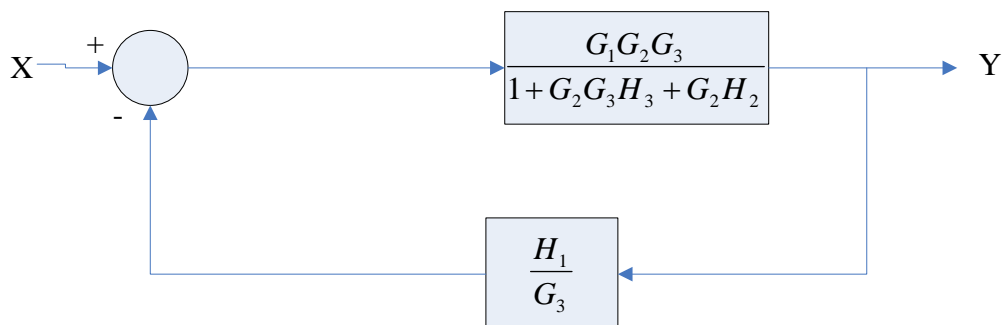 X
+
-
G₁G₂G₃
1 + G₂G₃H₃ + G₂H₂
Y
H₁
G₃